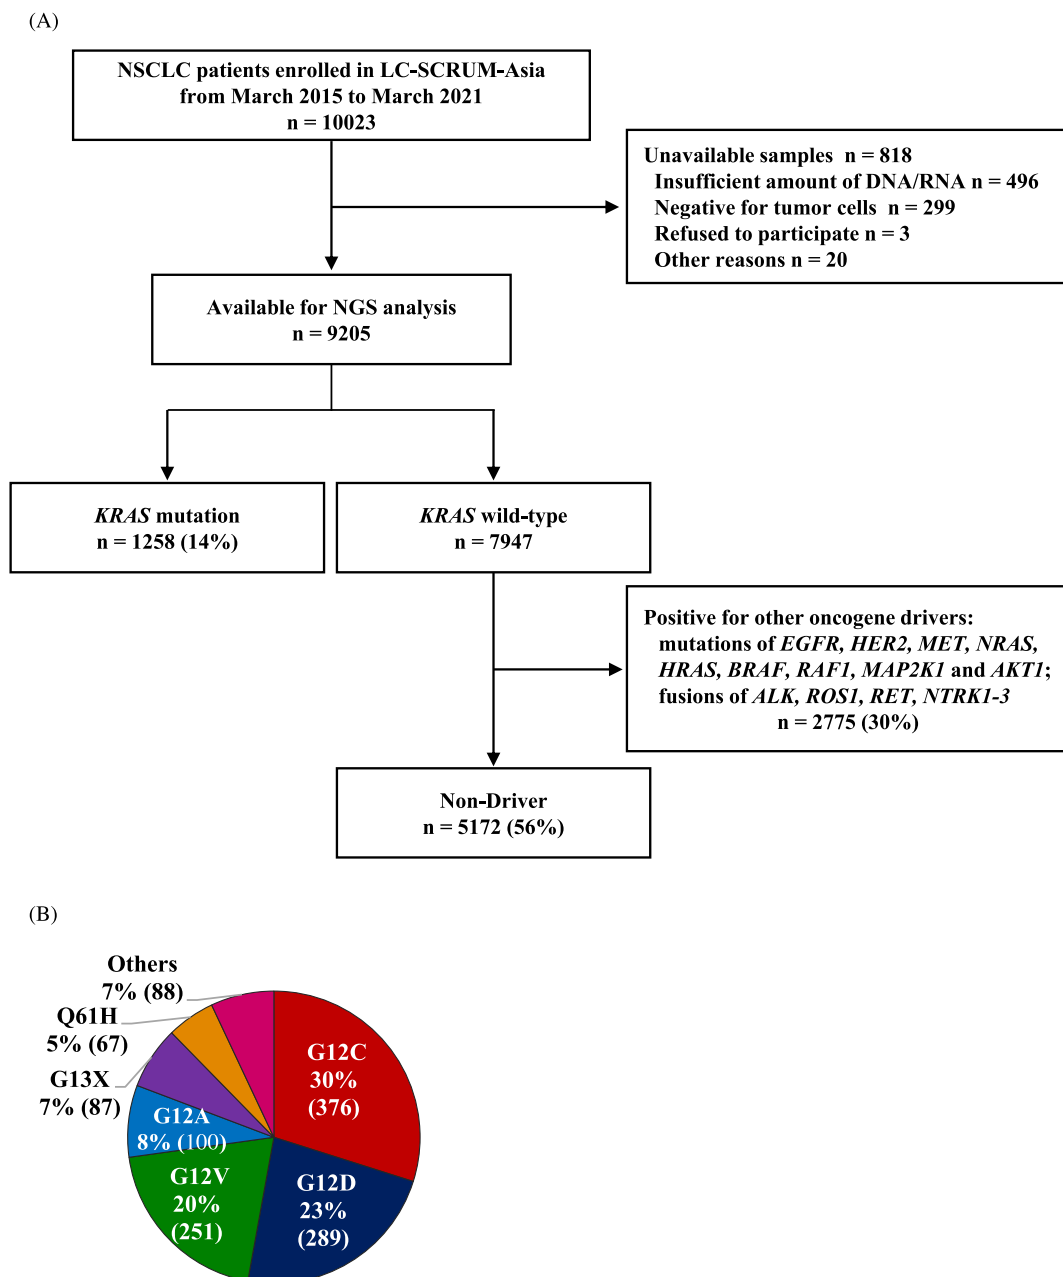 (A)
NSCLC patients enrolled in LC-SCRUM-Asia
from March 2015 to March 2021
n = 10023
Unavailable samples n = 818
Insufficient amount of DNA/RNA n = 496
Negative for tumor cells n = 299
Refused to participate n = 3
Other reasons n = 20
Available for NGS analysis
n = 9205
KRAS mutation
n = 1258 (14%)
KRAS wild-type
n = 7947
Positive for other oncogene drivers:
mutations of EGFR, HER2, MET, NRAS,
HRAS, BRAF, RAF1, MAP2K1 and AKT1;
fusions of ALK, ROS1, RET, NTRK1-3
n = 2775 (30%)
Non-Driver
n = 5172 (56%)
(B)
Others
7% (88)
Q61H
5% (67)
G13X
7% (87)
G12A
8% (100)
G12V
20%
(251)
G12C
30%
(376)
G12D
23%
(289)